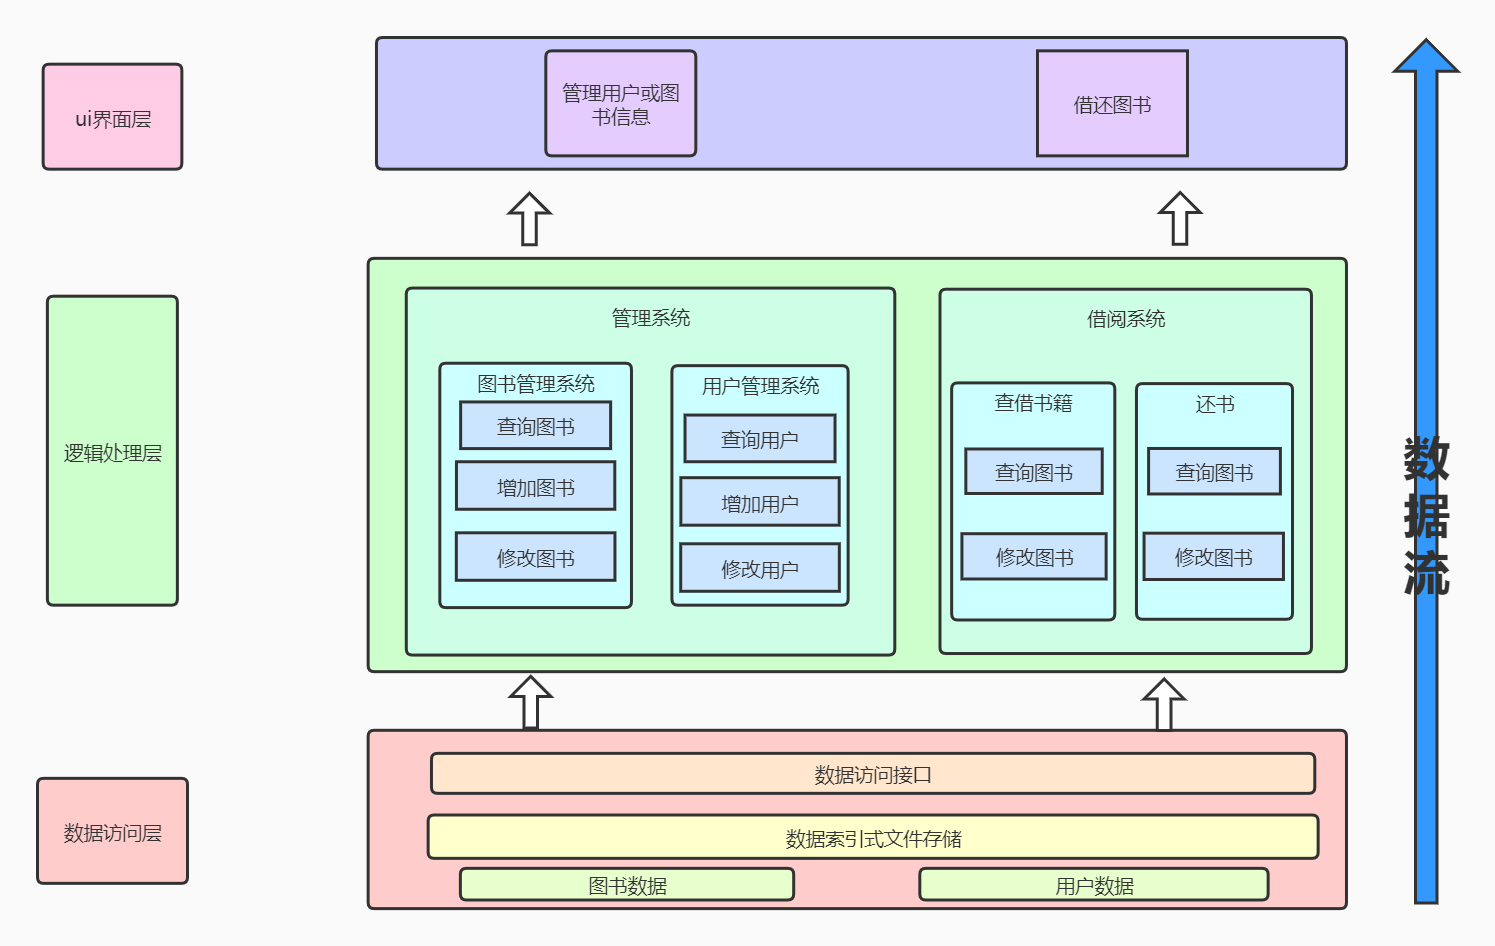 ui界面层
管理用户或图
书信息
借还图书
逻辑处理层
管理系统
图书管理系统
查询图书
增加图书
修改图书
用户管理系统
查询用户
增加用户
修改用户
借阅系统
查借书籍
查询图书
修改图书
还书
查询图书
修改图书
数据访问层
数据访问接口
数据索引式文件存储
图书数据
用户数据
数
据
流